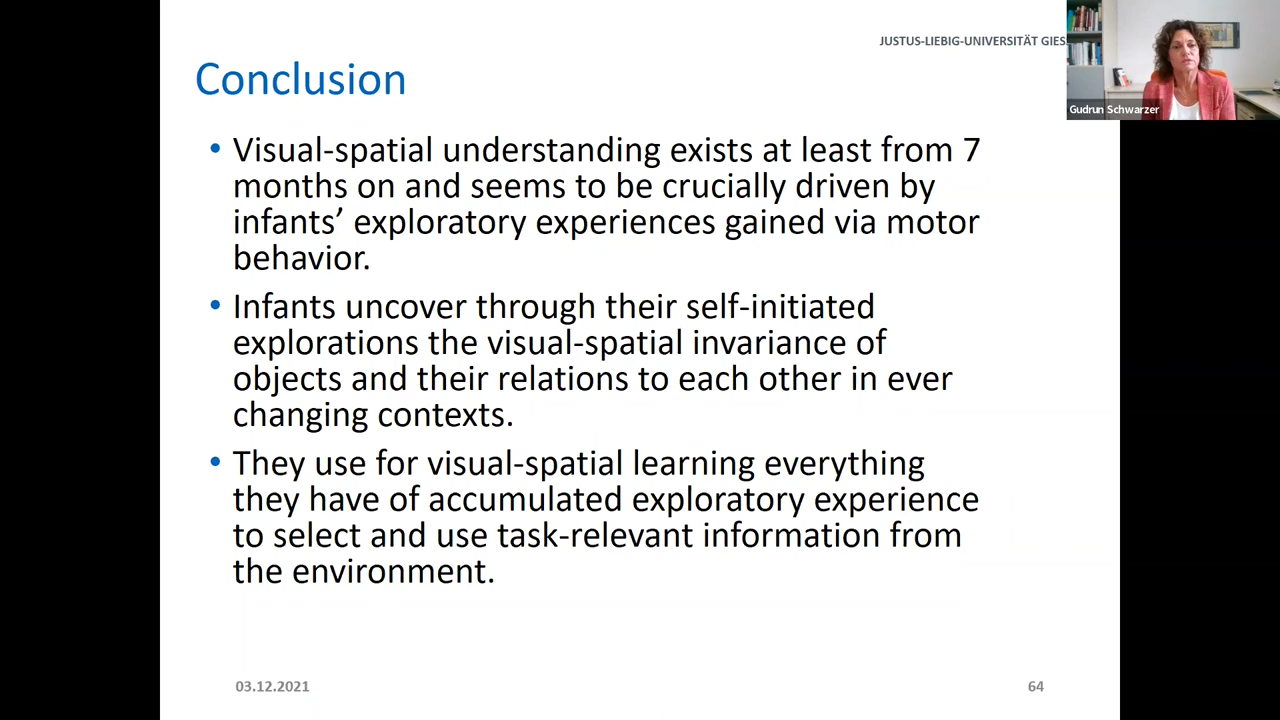 JUSTUS-LIEBIG-UNIVERSITÄT GIES
Gudrun Schwarzer
Conclusion
• Visual-spatial understanding exists at least from 7
months on and seems to be crucially driven by
infants’ exploratory experiences gained via motor
behavior.
• Infants uncover through their self-initiated
explorations the visual-spatial invariance of
objects and their relations to each other in ever
changing contexts.
• They use for visual-spatial learning everything
they have of accumulated exploratory experience
to select and use task-relevant information from
the environment.
03.12.2021
64